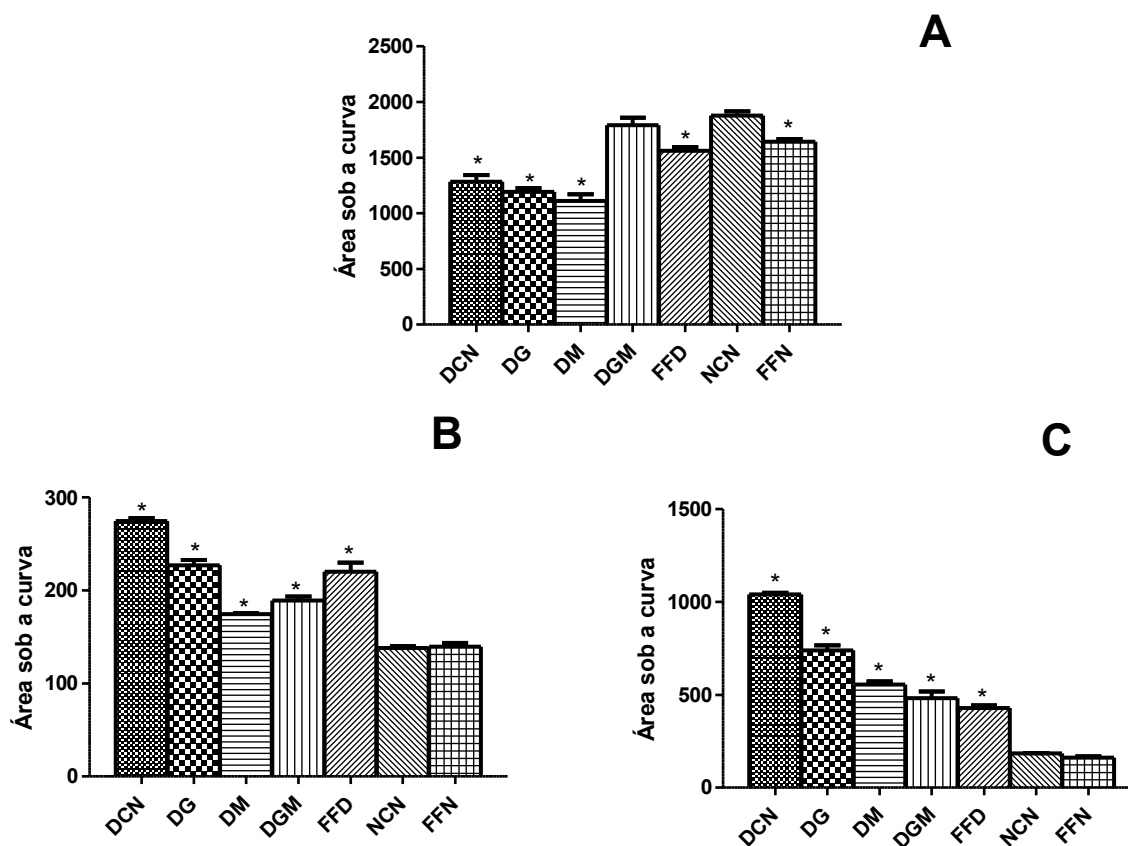 A
Área sob a curva
2500
2000
1500
1000
500
0
* * * * *
DCN DG DM DGM FFD NCN FFN
B
Área sob a curva
300
200
100
0
* * * * *
DCN DG DM DGM FFD NCN FFN
C
Área sob a curva
1500
1000
500
0
* * * * *
DCN DG DM DGM FFD NCN FFN